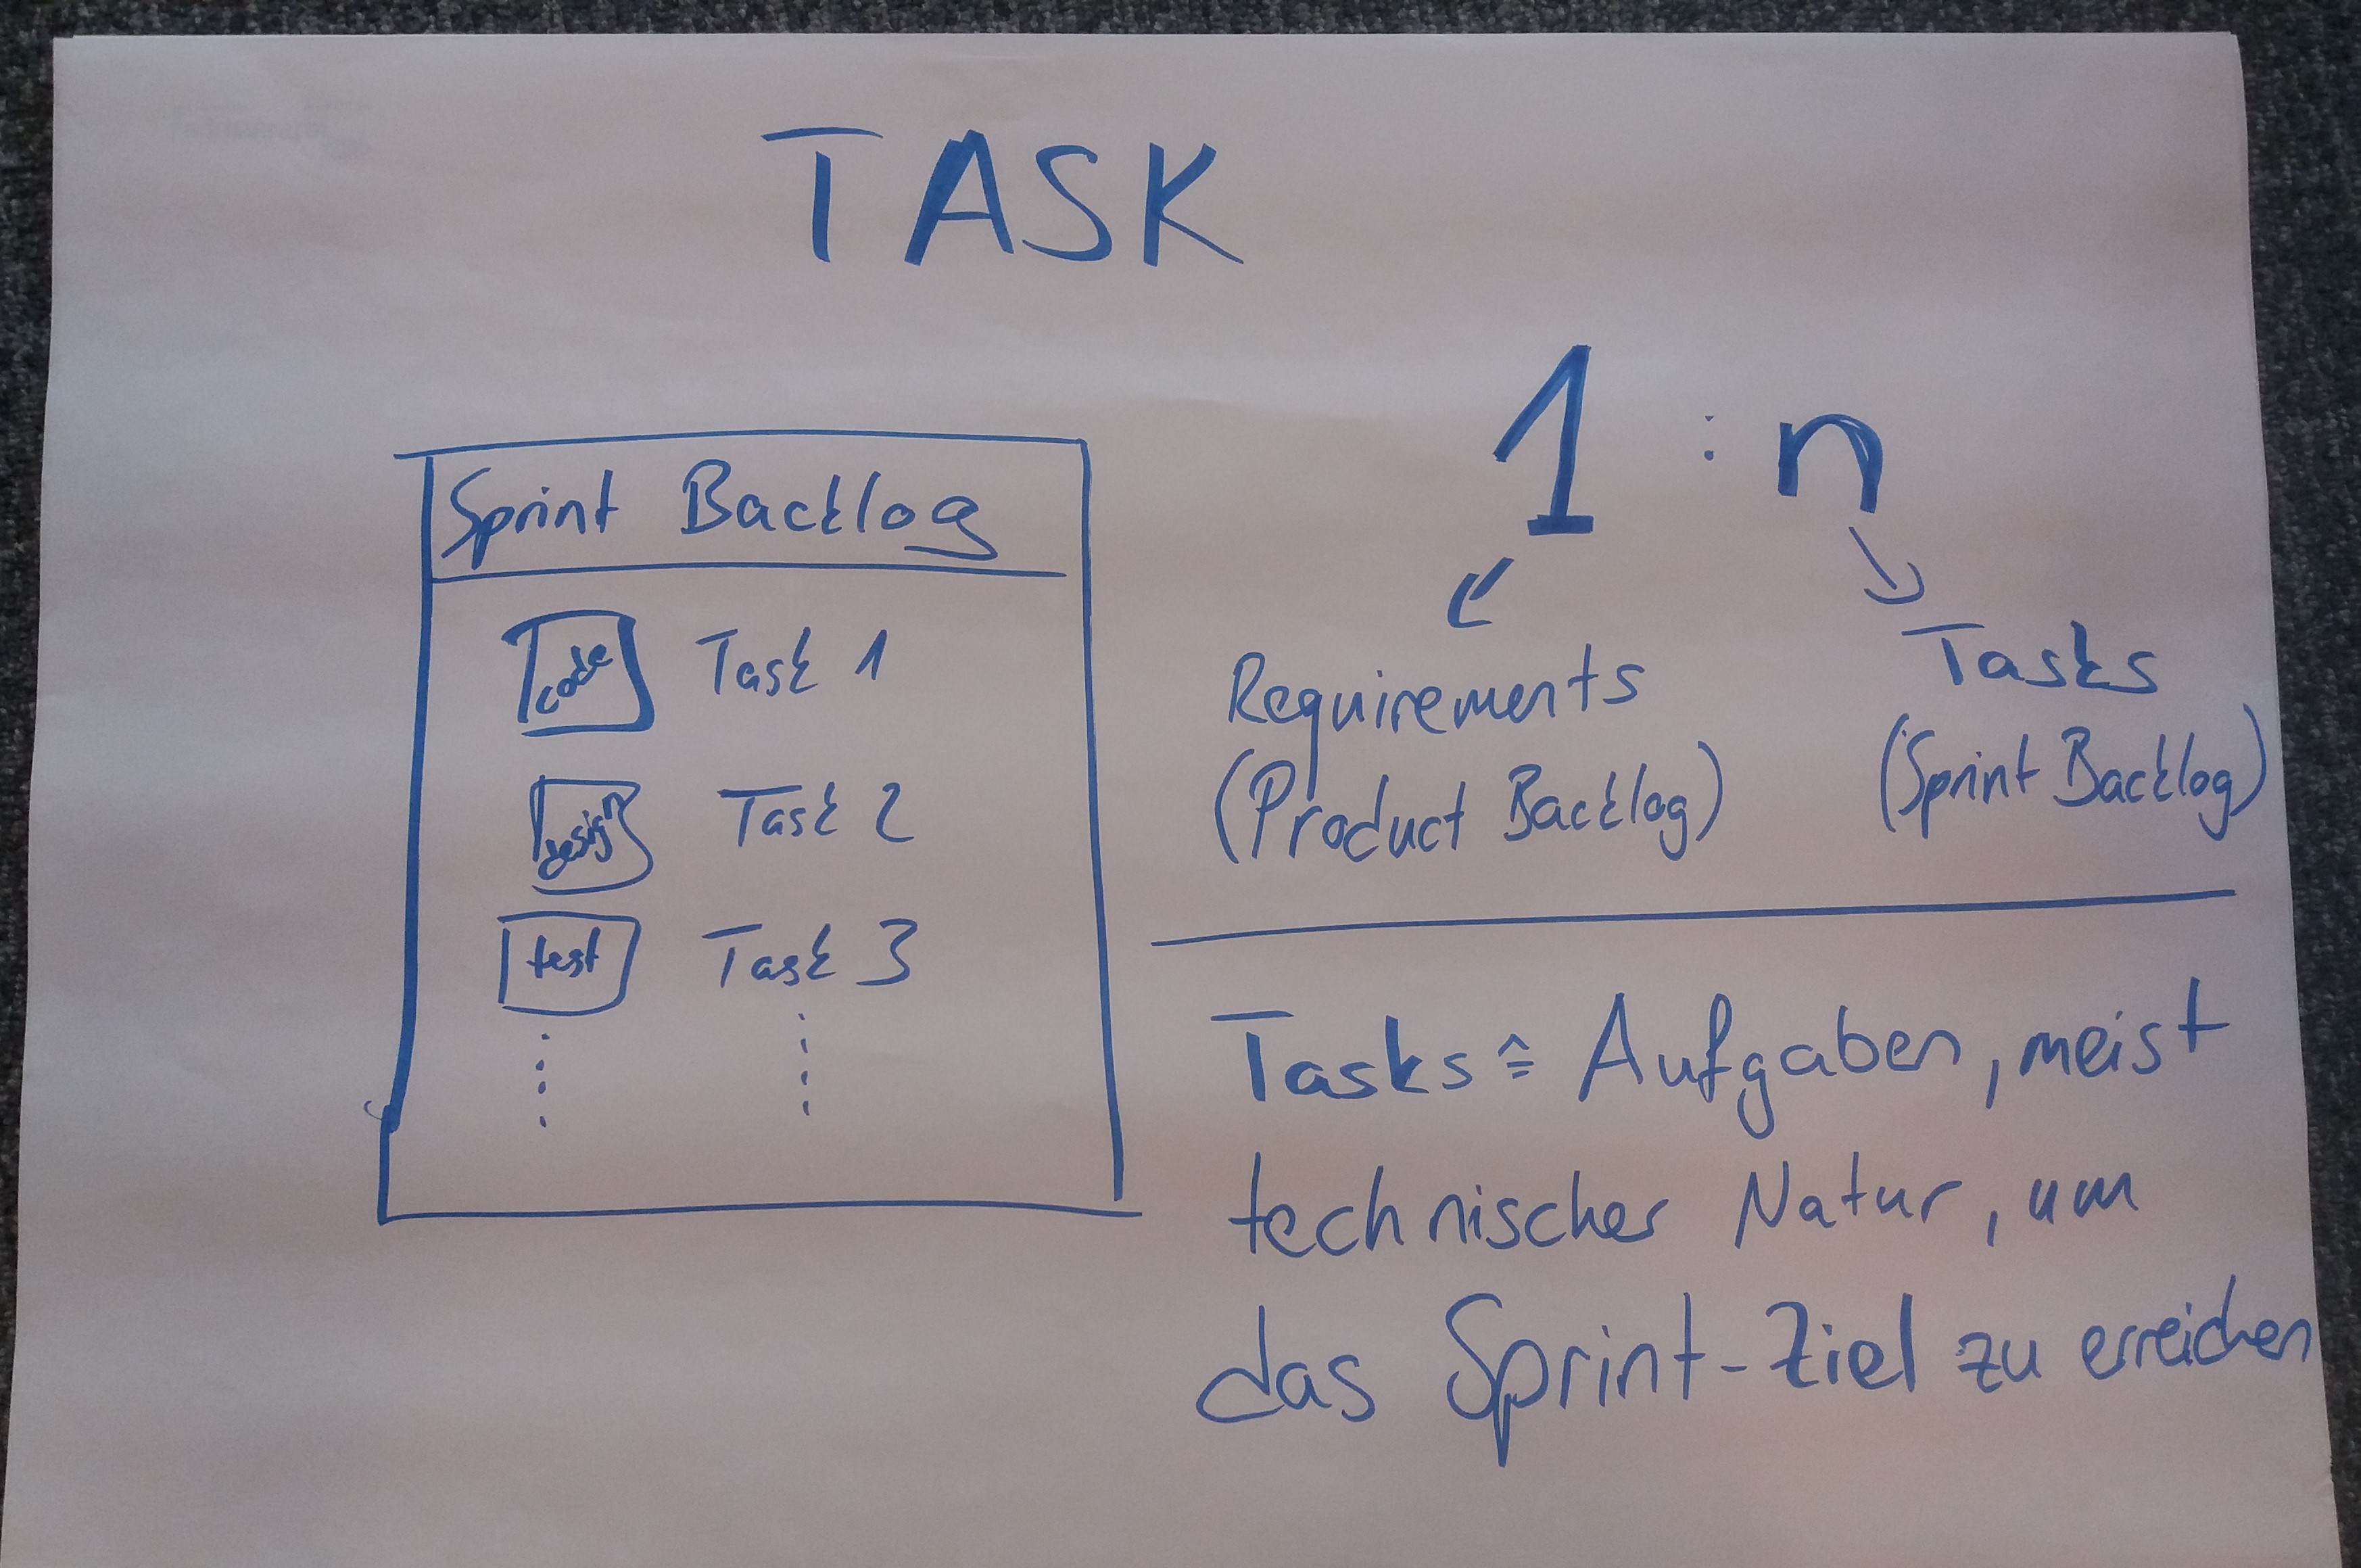 TASK
Sprint Backlog
code Task 1
design Task 2
test Task 3
1 : n
Requirements
(Product Backlog)
Tasks
(Sprint Backlog)
Tasks ≙ Aufgaben, meist
technischer Natur, um
das Sprint-Ziel zu erreichen